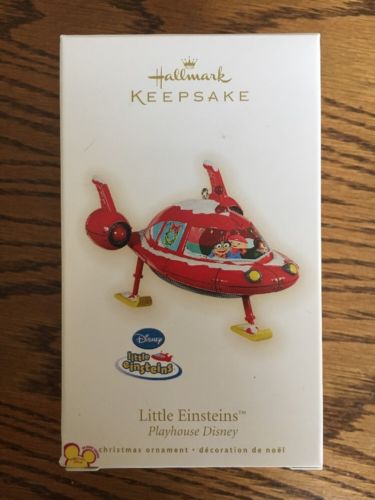 Hallmark
KEEPSAKE
Disney
little
einsteins
Little Einsteins™
Playhouse Disney
christmas ornament • décoration de noël